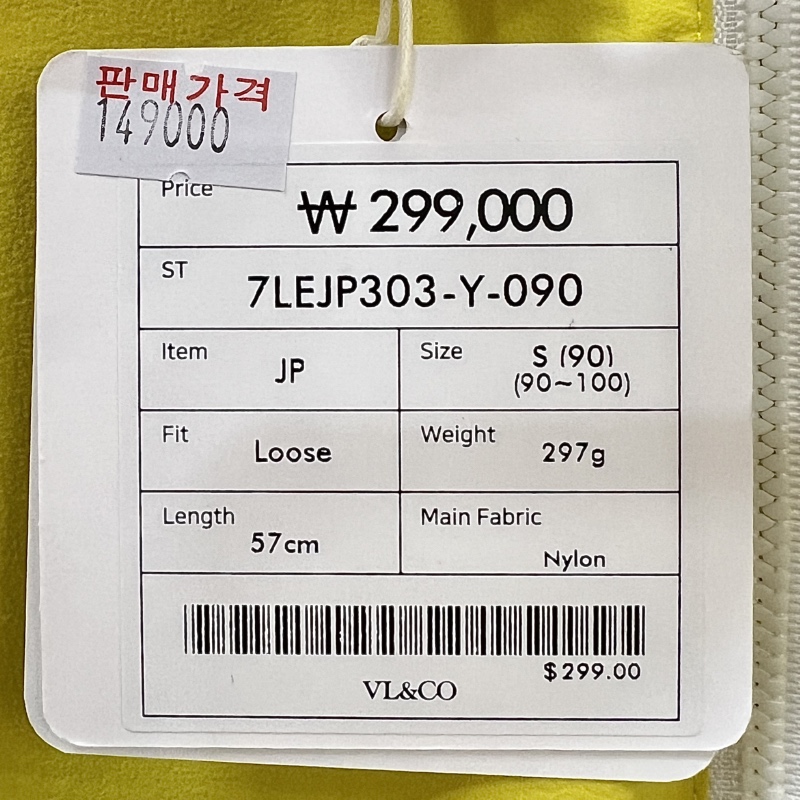 판매가격
149000
Price
₩ 299,000
ST
7LEJP303-Y-090
Item
JP
Size
S (90)
(90~100)
Fit
Loose
Weight
297g
Length
57cm
Main Fabric
Nylon
$299.00
VL&CO